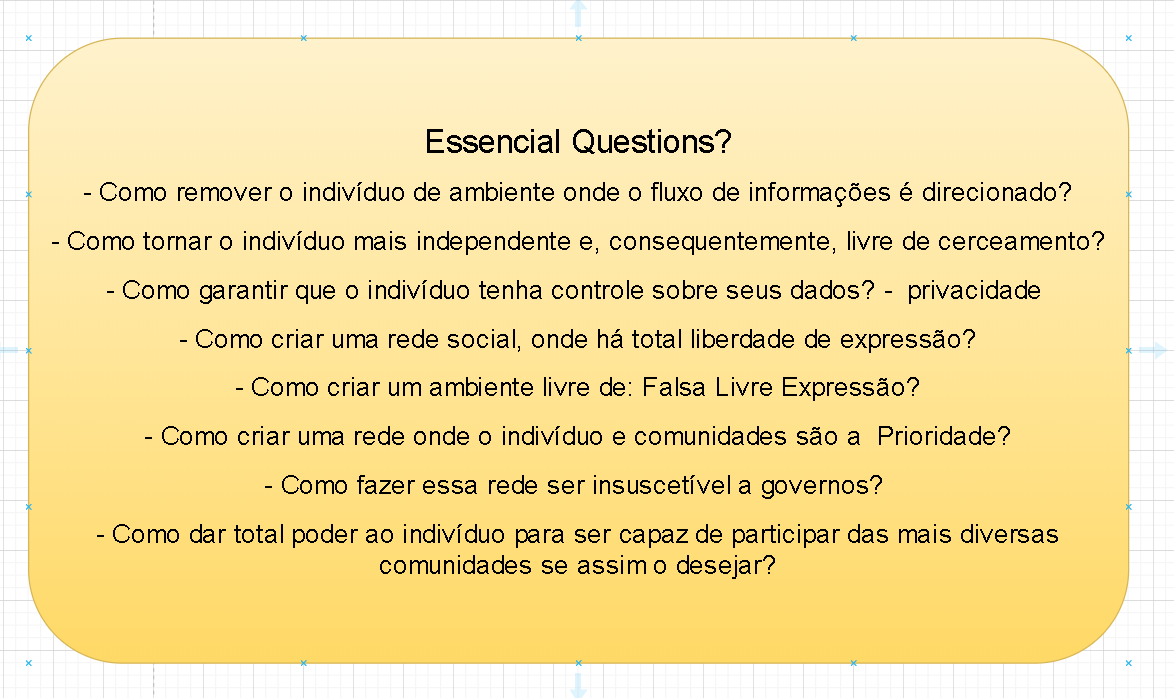 Essencial Questions?
- Como remover o indivíduo de ambiente onde o fluxo de informações é direcionado?
- Como tornar o indivíduo mais independente e, consequentemente, livre de cerceamento?
- Como garantir que o indivíduo tenha controle sobre seus dados? -  privacidade
- Como criar uma rede social, onde há total liberdade de expressão?
- Como criar um ambiente livre de: Falsa Livre Expressão?
- Como criar uma rede onde o indivíduo e comunidades são a  Prioridade?
- Como fazer essa rede ser insuscetível a governos?
- Como dar total poder ao indivíduo para ser capaz de participar das mais diversas
comunidades se assim o desejar?